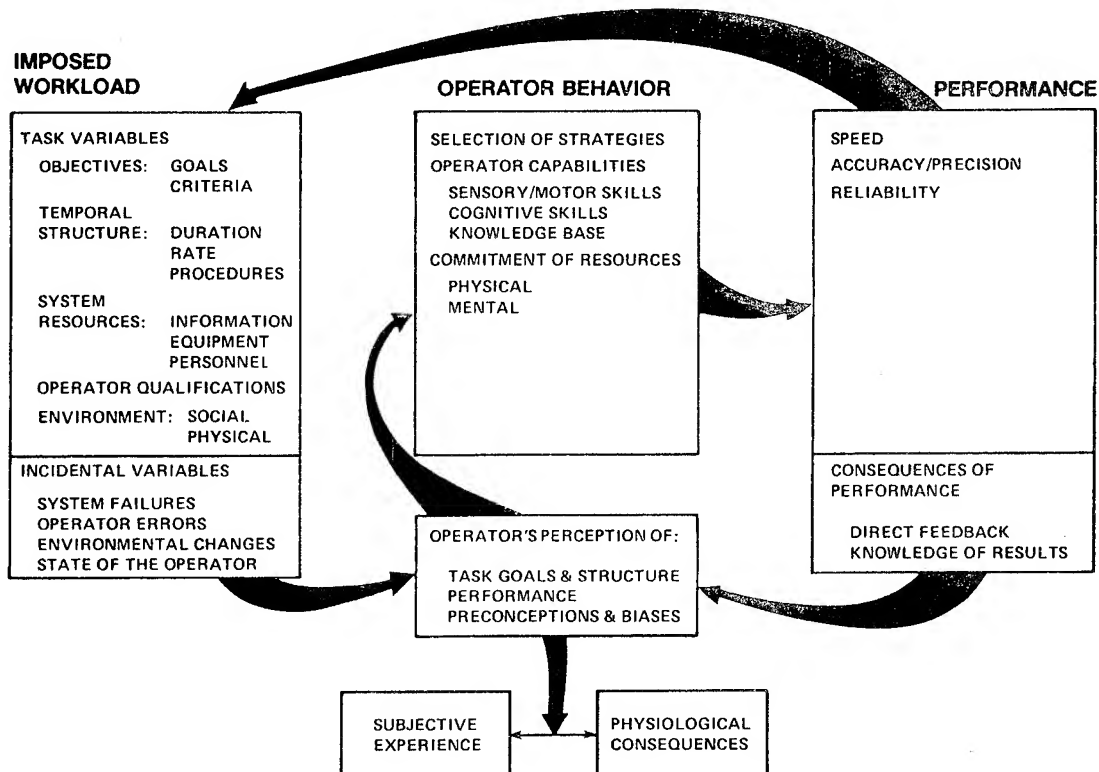 IMPOSED
WORKLOAD
TASK VARIABLES
OBJECTIVES: GOALS
CRITERIA
TEMPORAL
STRUCTURE: DURATION
RATE
PROCEDURES
SYSTEM
RESOURCES: INFORMATION
EQUIPMENT
PERSONNEL
OPERATOR QUALIFICATIONS
ENVIRONMENT: SOCIAL
PHYSICAL
INCIDENTAL VARIABLES
SYSTEM FAILURES
OPERATOR ERRORS
ENVIRONMENTAL CHANGES
STATE OF THE OPERATOR
OPERATOR BEHAVIOR
SELECTION OF STRATEGIES
OPERATOR CAPABILITIES
SENSORY/MOTOR SKILLS
COGNITIVE SKILLS
KNOWLEDGE BASE
COMMITMENT OF RESOURCES
PHYSICAL
MENTAL
PERFORMANCE
SPEED
ACCURACY/PRECISION
RELIABILITY
CONSEQUENCES OF
PERFORMANCE
DIRECT FEEDBACK
KNOWLEDGE OF RESULTS
OPERATOR'S PERCEPTION OF:
TASK GOALS & STRUCTURE
PERFORMANCE
PRECONCEPTIONS & BIASES
SUBJECTIVE
EXPERIENCE
PHYSIOLOGICAL
CONSEQUENCES